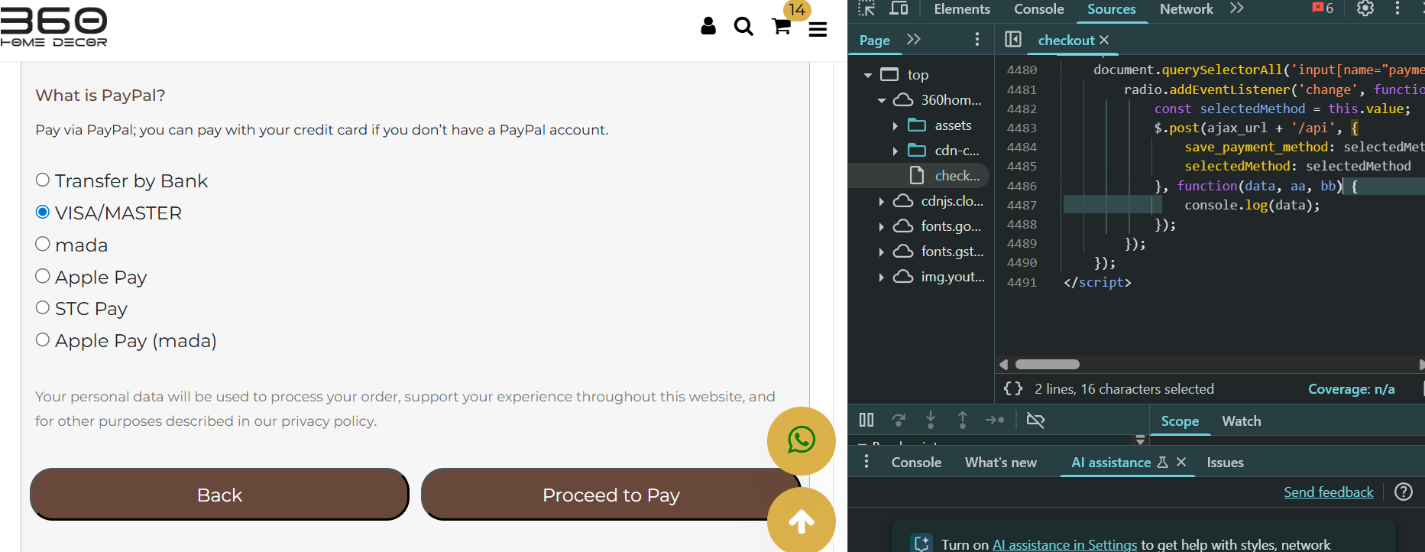 360
HOME DECOR
14
What is PayPal?
Pay via PayPal; you can pay with your credit card if you don't have a PayPal account.
Transfer by Bank
VISA/MASTER
mada
Apple Pay
STC Pay
Apple Pay (mada)
Your personal data will be used to process your order, support your experience throughout this website, and
for other purposes described in our privacy policy.
Back
Proceed to Pay
Elements Console Sources Network 6
Page
checkout
top
360hom...
assets
cdn-c...
check...
cdnjs.clo...
fonts.go...
fonts.gst...
img.yout...
4480 document.querySelectorAll('input[name="payme
4481 radio.addEventListener('change', functio
4482 const selectedMethod = this.value;
4483 $.post(ajax_url + '/api', {
4484 save_payment_method: selectedMet
4485 selectedMethod: selectedMethod
4486 }, function(data, aa, bb) {
4487 console.log(data);
4488 });
4489 });
4490 });
4491 </script>
{} 2 lines, 16 characters selected Coverage: n/a
Scope Watch
Console What's new AI assistance Issues
Send feedback
Turn on AI assistance in Settings to get help with styles, network